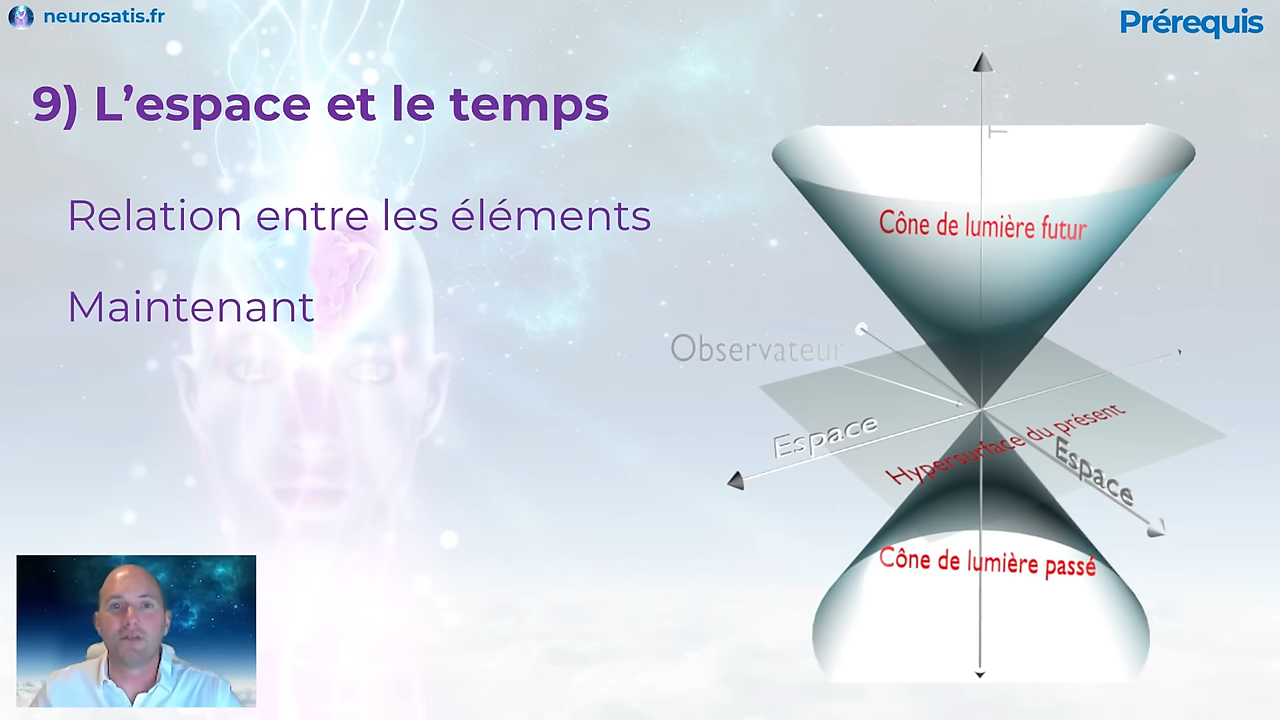 neurosatis.fr
Prérequis
9) L’espace et le temps
Relation entre les éléments
Maintenant
T
Cône de lumière futur
Observateur
Espace
Hypersurface du présent
Espace
Cône de lumière passé